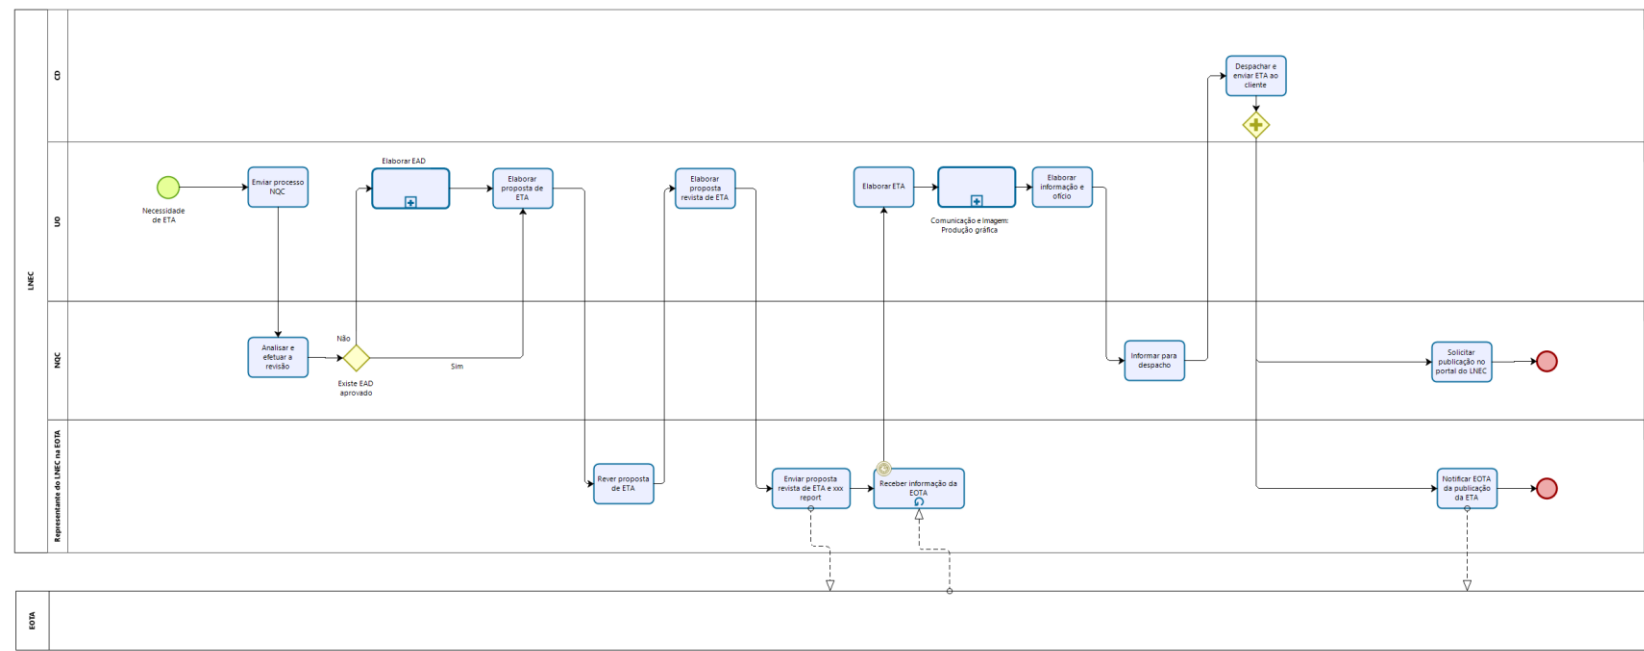 LNEC
CD
Despachar e
enviar ETA ao
cliente
UO
Necessidade
de ETA
Enviar processo
NQC
Elaborar EAD
Elaborar
proposta de
ETA
Elaborar
proposta
revista de ETA
Elaborar ETA
Comunicação e Imagem:
Produção gráfica
Elaborar
informação e
ofício
NQC
Analisar e
efetuar a
revisão
Não
Existe EAD
aprovado
Sim
Informar para
despacho
Solicitar
publicação no
portal do LNEC
Representante do LNEC na EOTA
Rever proposta
de ETA
Enviar proposta
revista de ETA e xxx
report
Receber informação da
EOTA
Notificar EOTA
da publicação
da ETA
EOTA